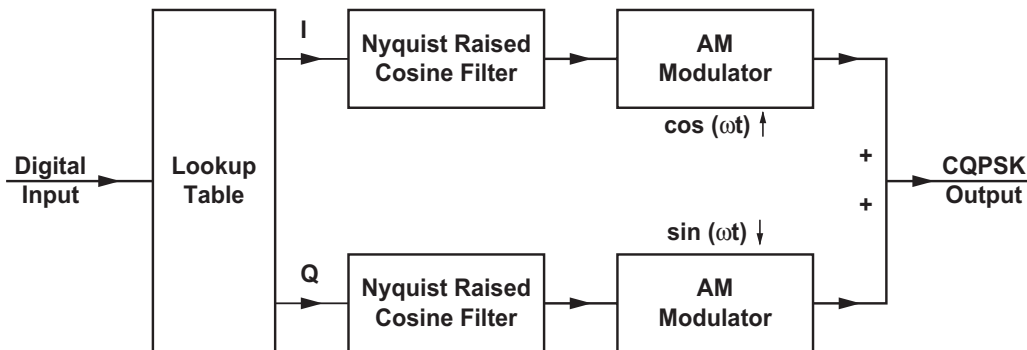 I
Nyquist Raised
Cosine Filter
AM
Modulator
cos (ωt)
Digital
Input
Lookup
Table
+
+
CQPSK
Output
sin (ωt)
Q
Nyquist Raised
Cosine Filter
AM
Modulator